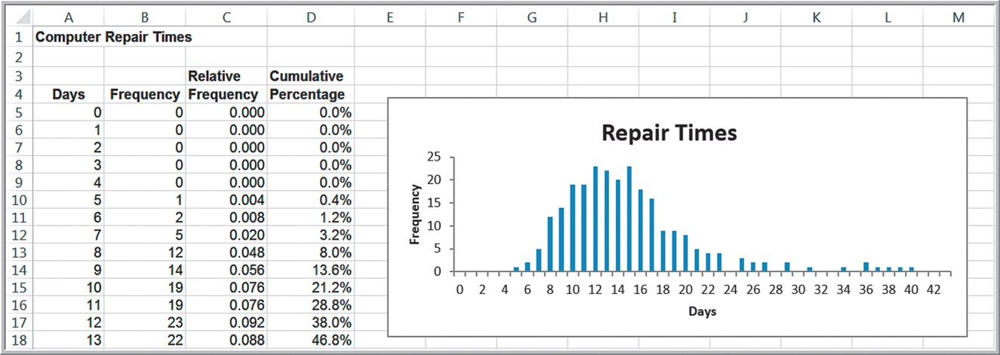 A B C D E F G H I J K L M
1 Computer Repair Times
2
3 Relative Cumulative
4 Days Frequency Frequency Percentage
5 0 0 0.000 0.0%
6 1 0 0.000 0.0%
7 2 0 0.000 0.0%
8 3 0 0.000 0.0%
9 4 0 0.000 0.0%
10 5 1 0.004 0.4%
11 6 2 0.008 1.2%
12 7 5 0.020 3.2%
13 8 12 0.048 8.0%
14 9 14 0.056 13.6%
15 10 19 0.076 21.2%
16 11 19 0.076 28.8%
17 12 23 0.092 38.0%
18 13 22 0.088 46.8%
Repair Times
25
20
15
10
5
0
Frequency
0 2 4 6 8 10 12 14 16 18 20 22 24 26 28 30 32 34 36 38 40 42
Days